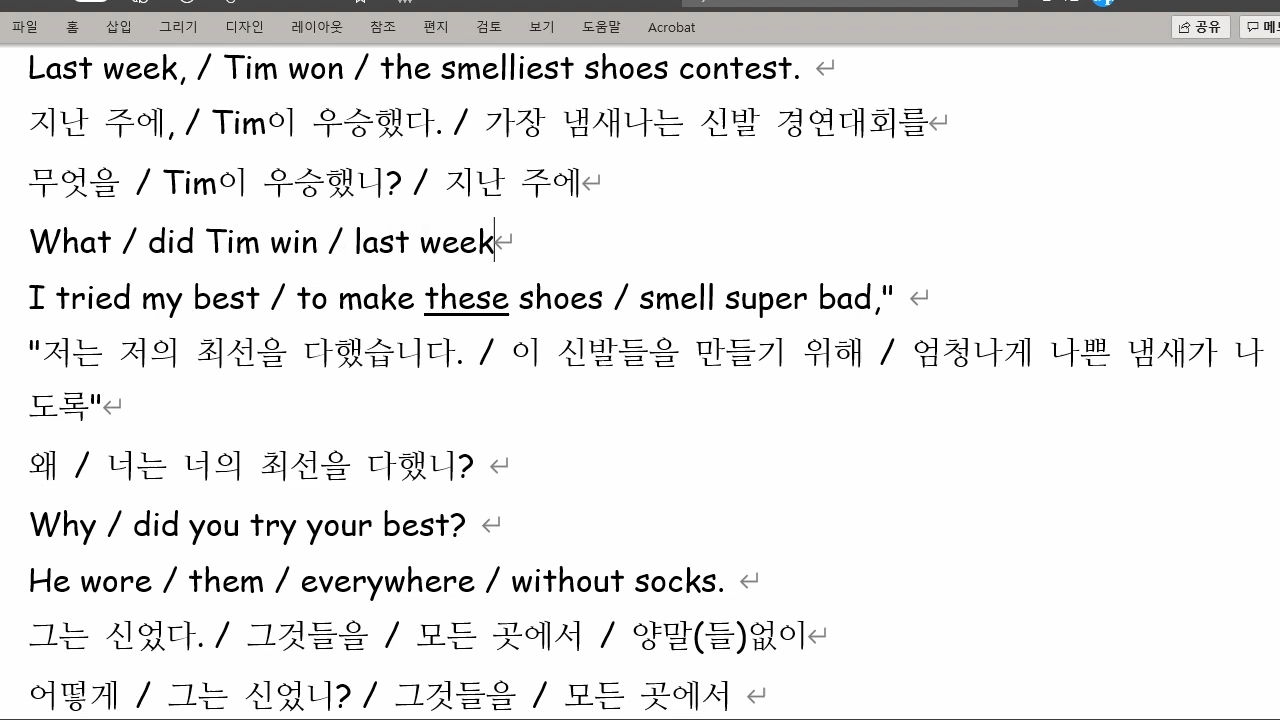 파일 홈 삽입 그리기 디자인 레이아웃 참조 편지 검토 보기 도움말 Acrobat 공유
Last week, / Tim won / the smelliest shoes contest. ↵
지난 주에, / Tim이 우승했다. / 가장 냄새나는 신발 경연대회를↵
무엇을 / Tim이 우승했니? / 지난 주에↵
What / did Tim win / last week↵
I tried my best / to make these shoes / smell super bad," ↵
"저는 저의 최선을 다했습니다. / 이 신발들을 만들기 위해 / 엄청나게 나쁜 냄새가 나
도록"↵
왜 / 너는 너의 최선을 다했니? ↵
Why / did you try your best? ↵
He wore / them / everywhere / without socks. ↵
그는 신었다. / 그것들을 / 모든 곳에서 / 양말(들)없이↵
어떻게 / 그는 신었니? / 그것들을 / 모든 곳에서 ↵